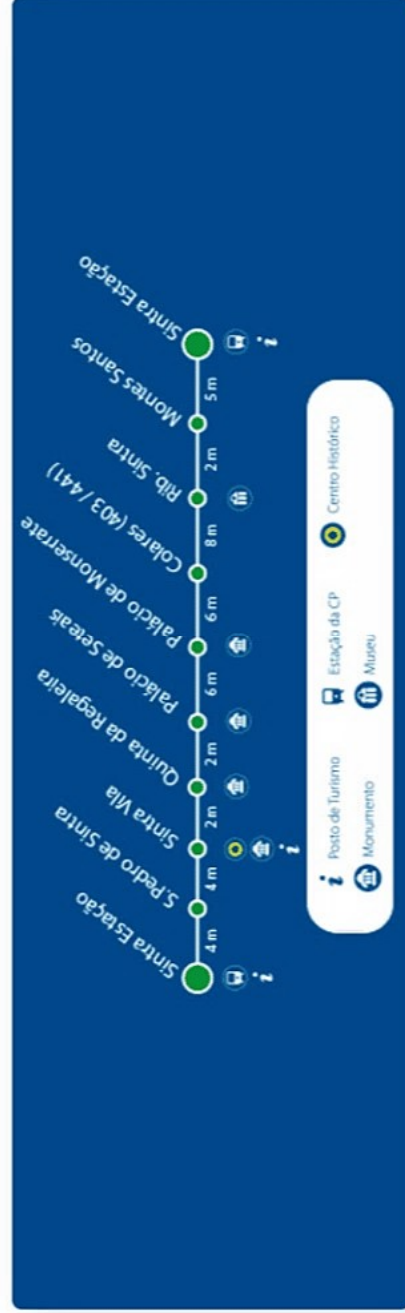 Sintra Estação
S.Pedro de Sintra
Sintra Vila
Quinta da Regaleira
Palácio de Seteais
Palácio de Monserrate
Colares (403 / 441)
Rib. Sintra
Montes Santos
Sintra Estação
4 m
4 m
2 m
2 m
6 m
6 m
8 m
2 m
5 m
i
i
i
i Posto de Turismo
Estação da CP
Centro Histórico
Monumento
Museu